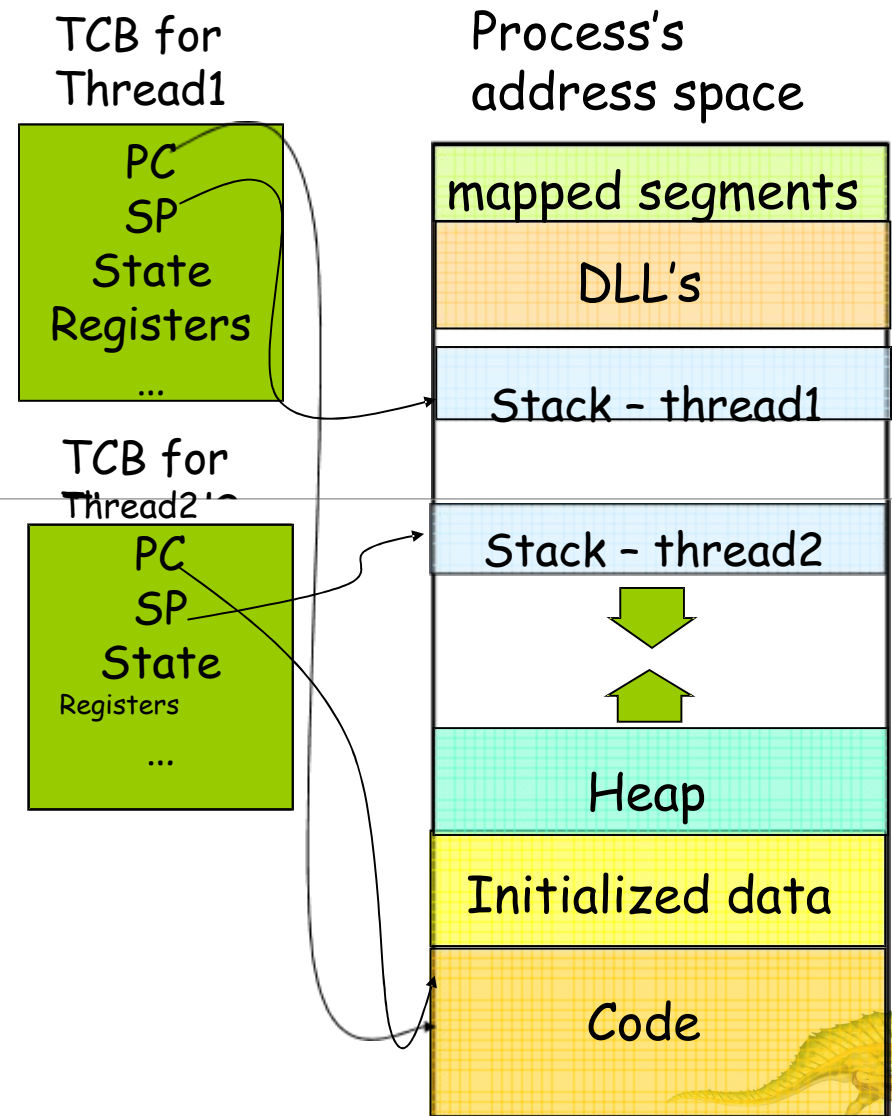 TCB for
Thread1
PC
SP
State
Registers
...
TCB for
Thread2
PC
SP
State
Registers
...
Process's
address space
mapped segments
DLL's
Stack – thread1
Stack – thread2
Heap
Initialized data
Code